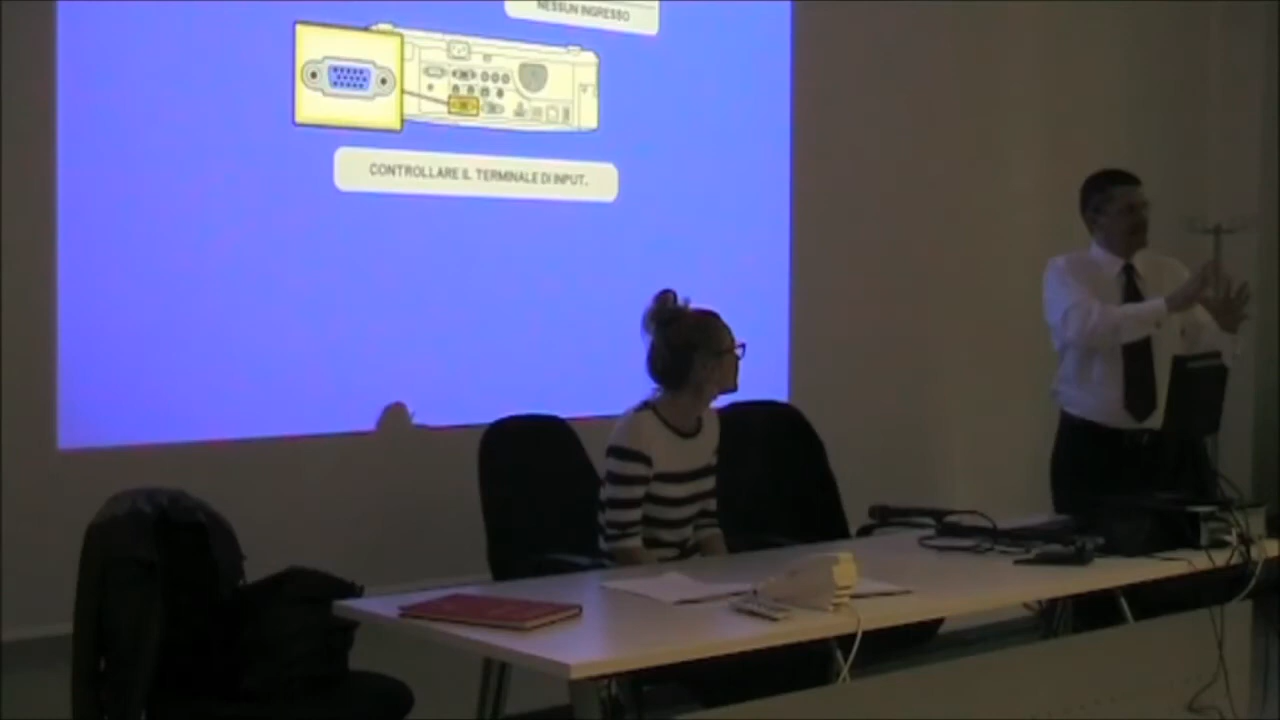 NESSUN INGRESSO
CONTROLLARE IL TERMINALE DI INPUT.